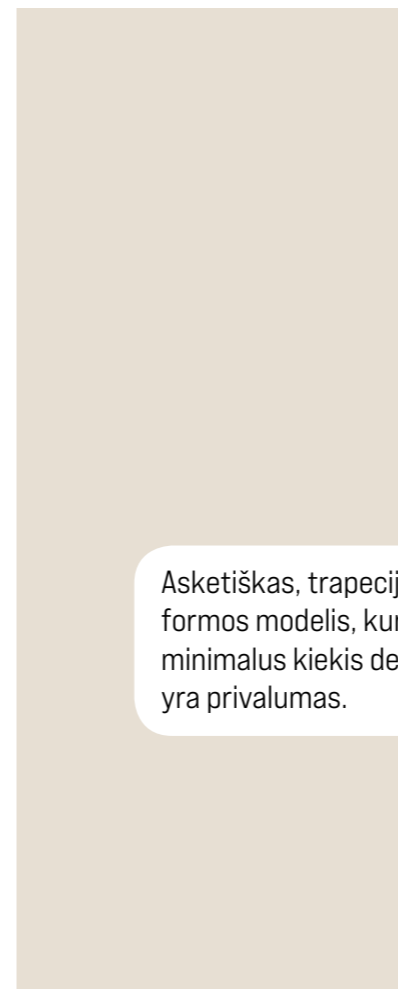 Asketiškas, trapecij
formos modelis, kur
minimalus kiekis de
yra privalumas.